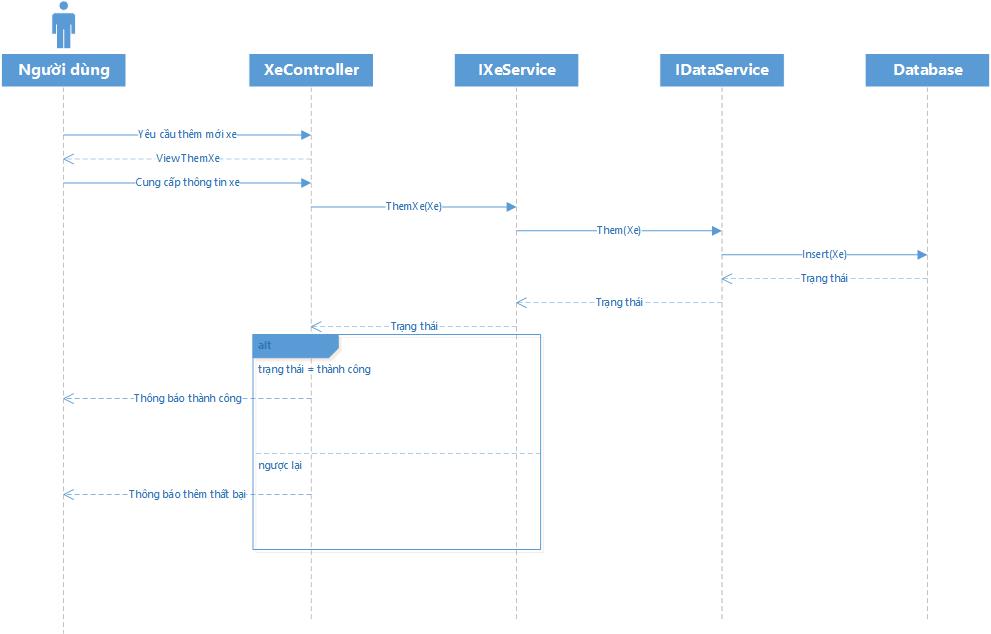 Người dùng
XeController
IXeService
IDataService
Database
Yêu cầu thêm mới xe
ViewThemXe
Cung cấp thông tin xe
ThemXe(Xe)
Them(Xe)
Insert(Xe)
Trạng thái
Trạng thái
Trạng thái
alt
trạng thái = thành công
Thông báo thành công
ngược lại
Thông báo thêm thất bại